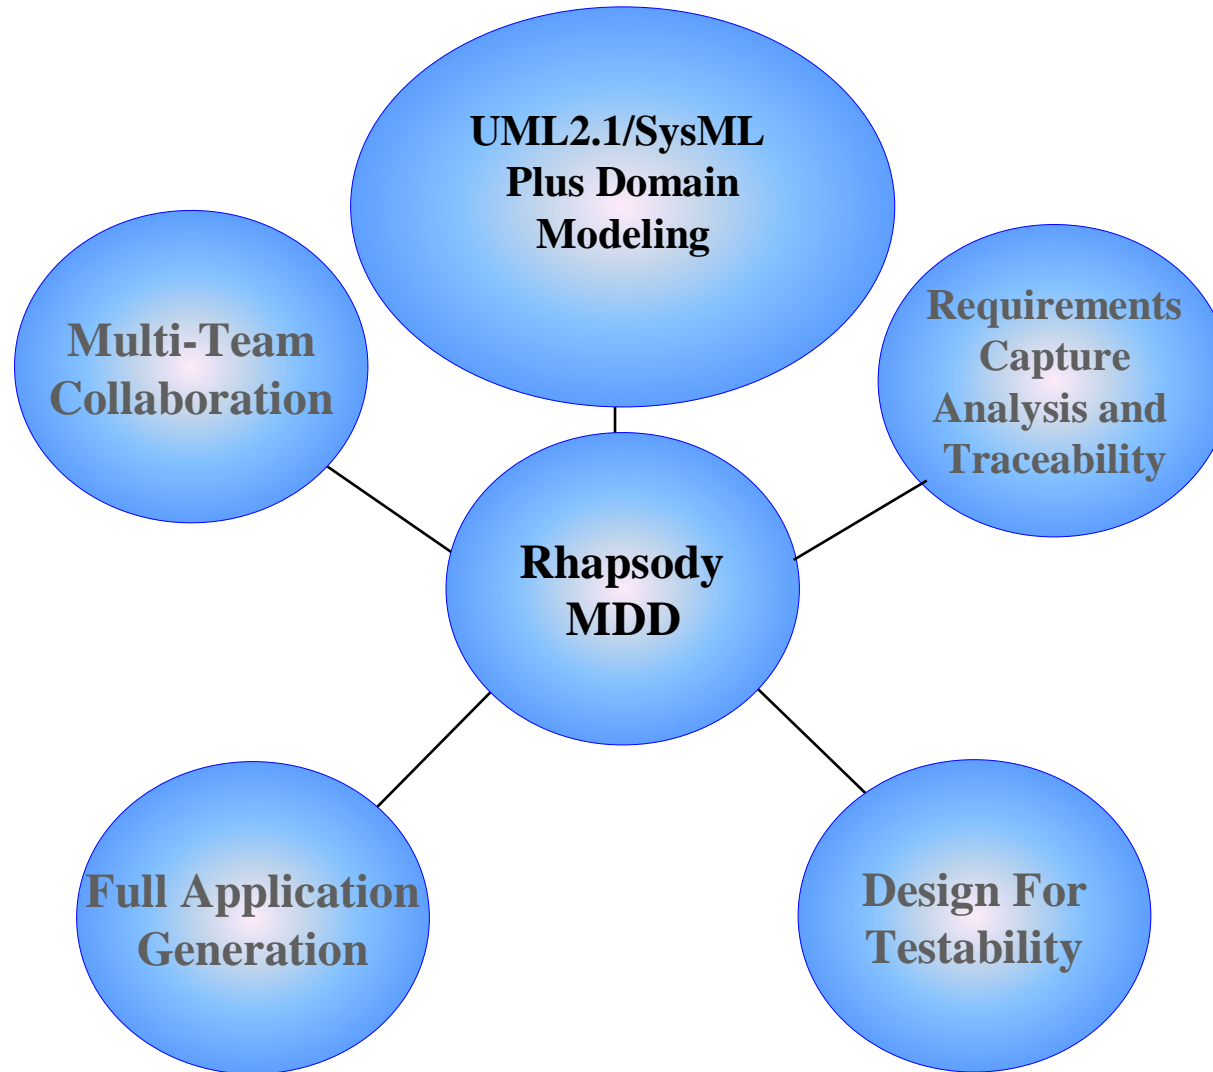 UML2.1/SysML
Plus Domain
Modeling
Multi-Team
Collaboration
Requirements
Capture
Analysis and
Traceability
Rhapsody
MDD
Full Application
Generation
Design For
Testability